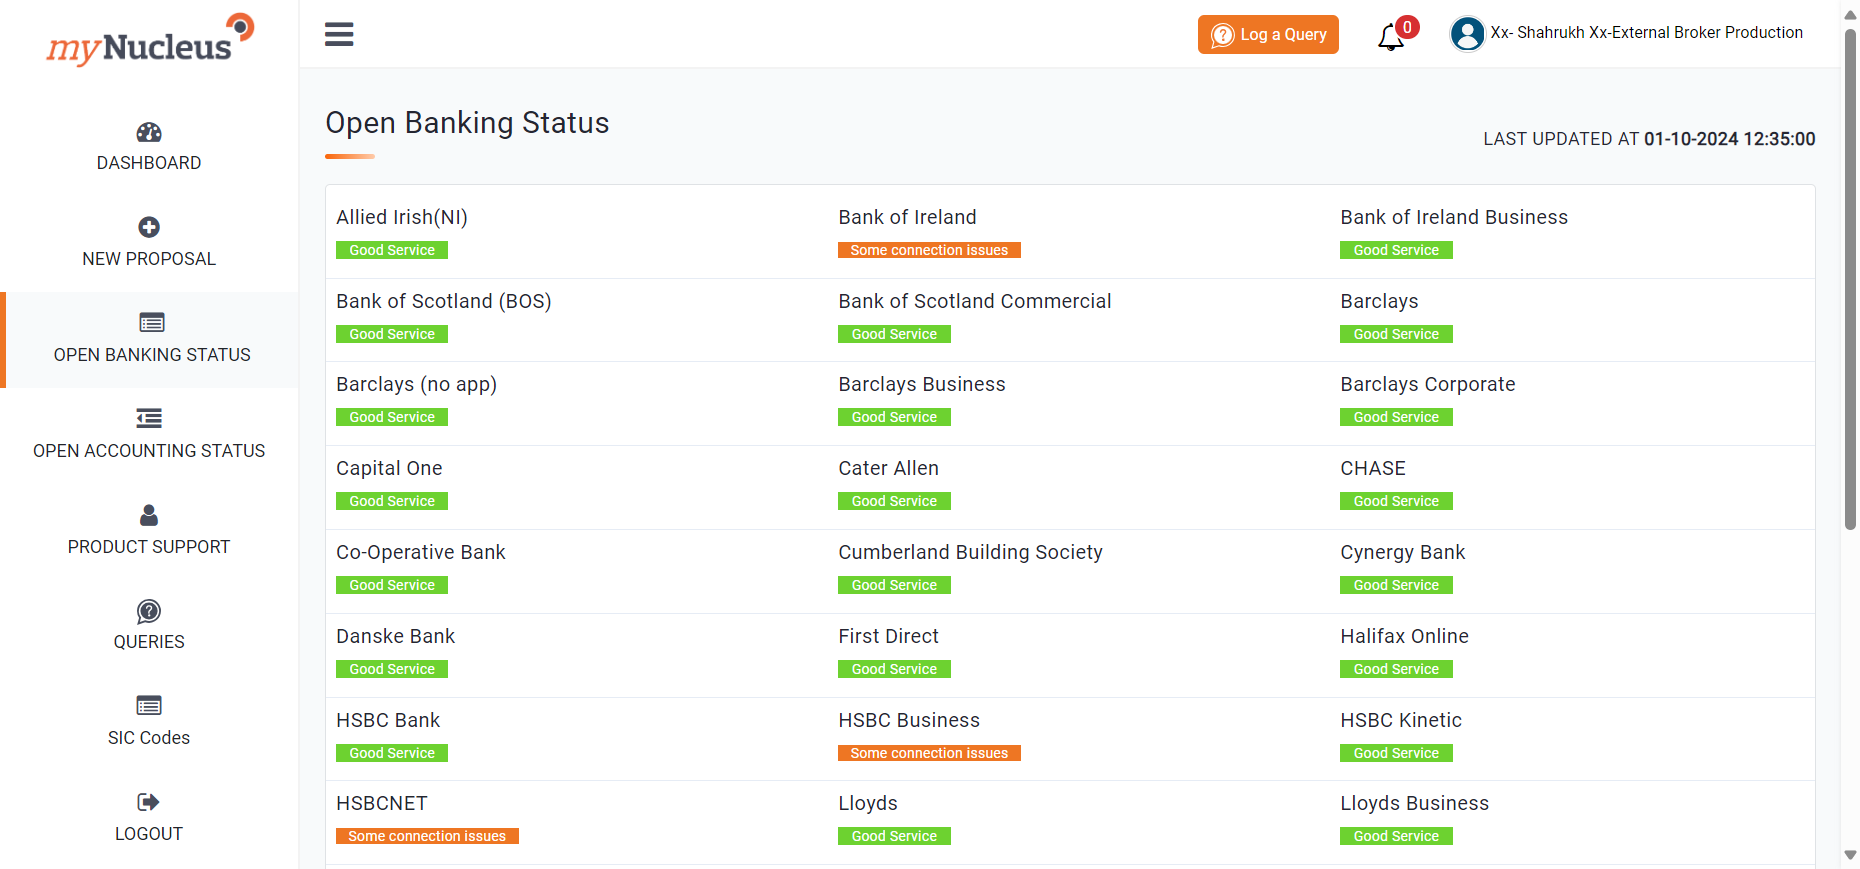 myNucleus
Log a Query
0
Xx- Shahrukh Xx-External Broker Production
DASHBOARD
NEW PROPOSAL
OPEN BANKING STATUS
OPEN ACCOUNTING STATUS
PRODUCT SUPPORT
QUERIES
SIC Codes
LOGOUT
Open Banking Status
LAST UPDATED AT 01-10-2024 12:35:00
Allied Irish(NI)
Good Service
Bank of Ireland
Some connection issues
Bank of Ireland Business
Good Service
Bank of Scotland (BOS)
Good Service
Bank of Scotland Commercial
Good Service
Barclays
Good Service
Barclays (no app)
Good Service
Barclays Business
Good Service
Barclays Corporate
Good Service
Capital One
Good Service
Cater Allen
Good Service
CHASE
Good Service
Co-Operative Bank
Good Service
Cumberland Building Society
Good Service
Cynergy Bank
Good Service
Danske Bank
Good Service
First Direct
Good Service
Halifax Online
Good Service
HSBC Bank
Good Service
HSBC Business
Some connection issues
HSBC Kinetic
Good Service
HSBCNET
Some connection issues
Lloyds
Good Service
Lloyds Business
Good Service